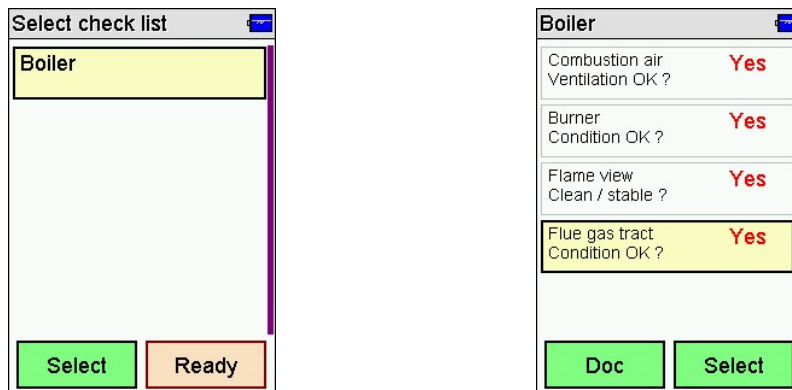 Select check list
Boiler
Select
Ready
Boiler
Combustion air
Ventilation OK ?
Yes
Burner
Condition OK ?
Yes
Flame view
Clean / stable ?
Yes
Flue gas tract
Condition OK ?
Yes
Doc
Select